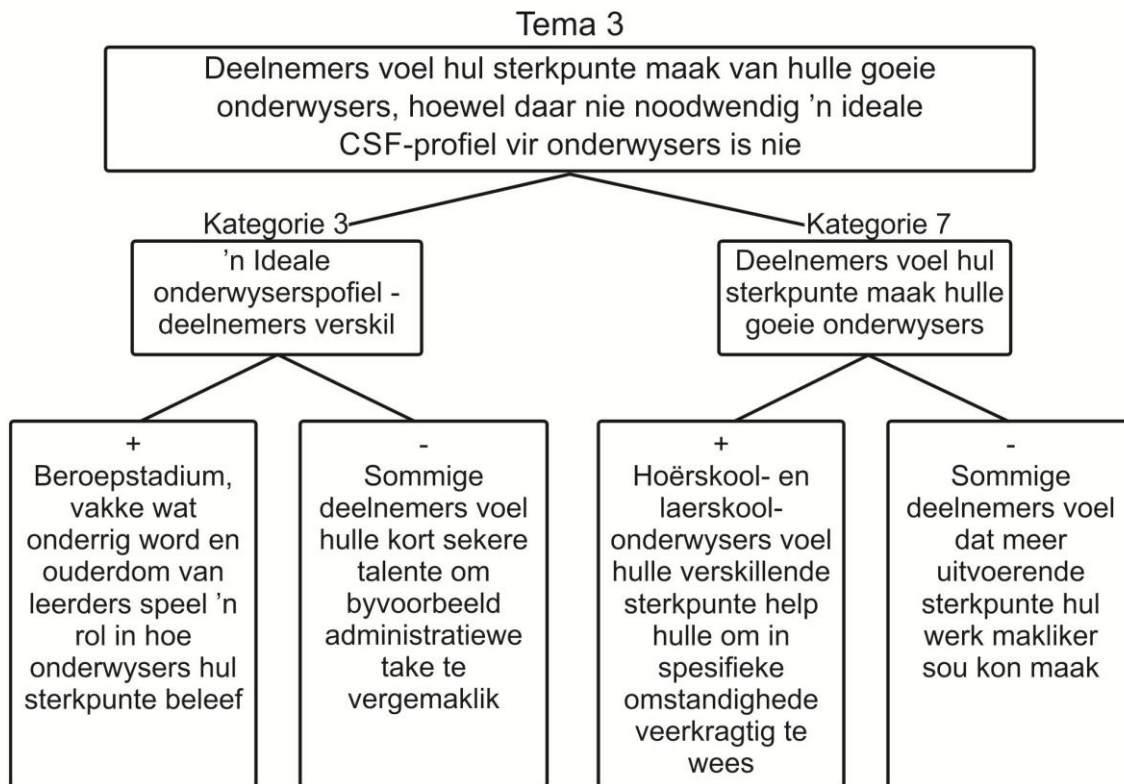 Tema 3
Deelnemers voel hul sterkpunte maak van hulle goeie
onderwysers, hoewel daar nie noodwendig ’n ideale
CSF-profiel vir onderwysers is nie
Kategorie 3
’n Ideale
onderwyserspofiel -
deelnemers verskil
Kategorie 7
Deelnemers voel hul
sterkpunte maak hulle
goeie onderwysers
+
Beroepstadium,
vakke wat
onderrig word en
ouderdom van
leerders speel ’n
rol in hoe
onderwysers hul
sterkpunte beleef
-
Sommige
deelnemers voel
hulle kort sekere
talente om
byvoorbeeld
administratiewe
take te
vergemaklik
+
Hoërskool- en
laerskool-
onderwysers voel
hulle verskillende
sterkpunte help
hulle om in
spesifieke
omstandighede
veerkragtig te
wees
-
Sommige
deelnemers voel
dat meer
uitvoerende
sterkpunte hul
werk makliker
sou kon maak